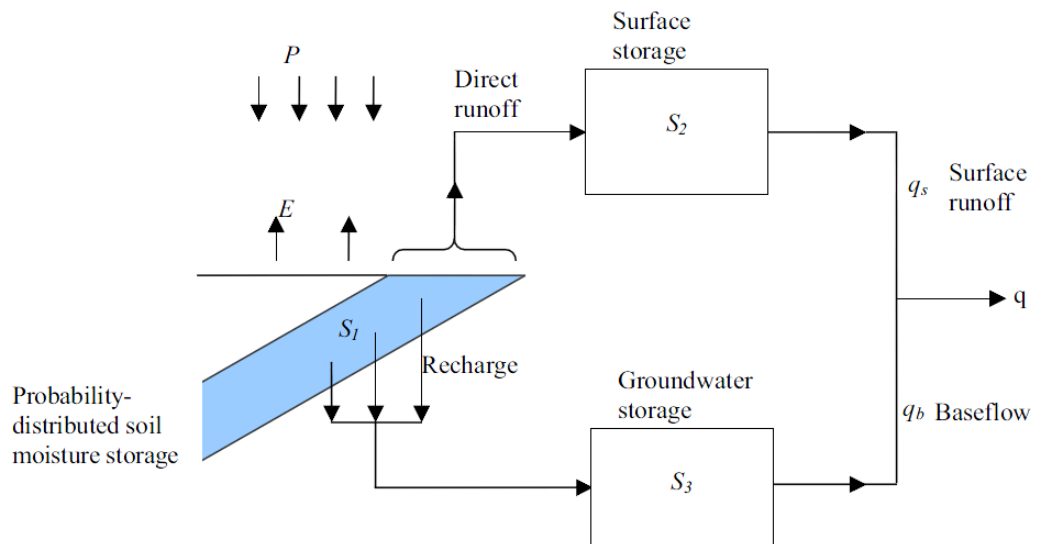 Surface
storage
P
Direct
runoff
S2
E
qs Surface
runoff
q
S1
Recharge
Groundwater
storage
Probability-
distributed soil
moisture storage
qb Baseflow
S3